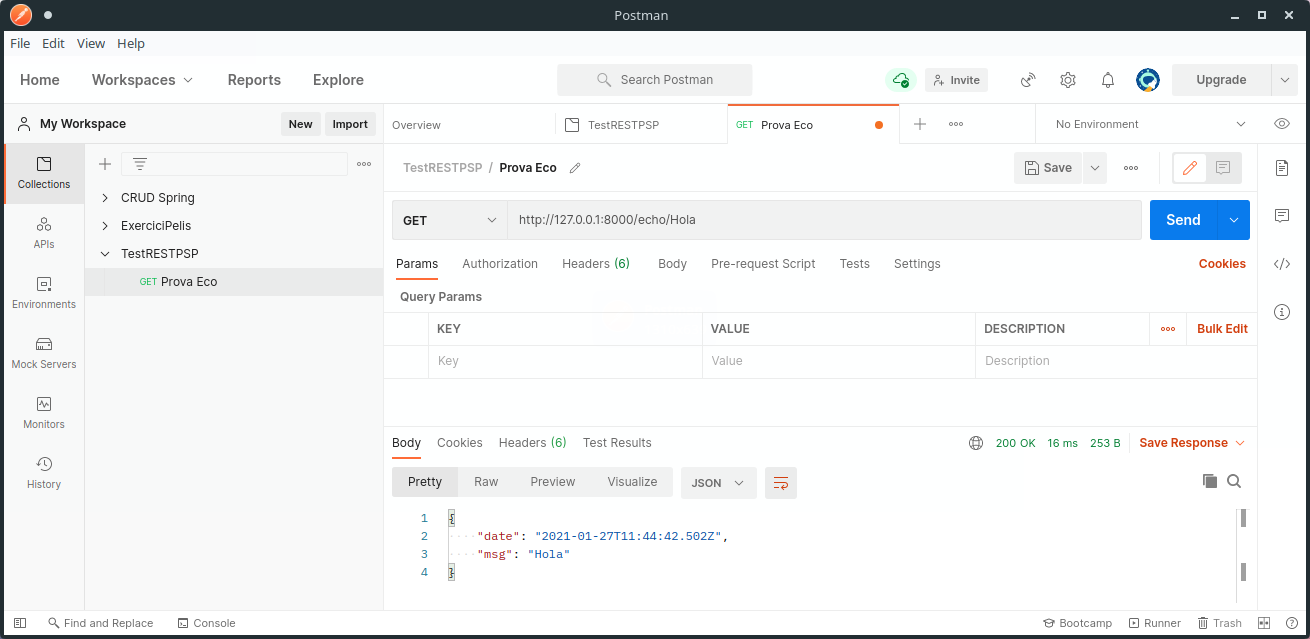 Postman
File Edit View Help
Home Workspaces Reports Explore Search Postman Invite Upgrade
My Workspace New Import Overview TestRESTPSP GET Prova Eco No Environment
Collections
APIs
Environments
Mock Servers
Monitors
History
CRUD Spring
ExerciciPelis
TestRESTPSP
GET Prova Eco
TestRESTPSP / Prova Eco Save
GET http://127.0.0.1:8000/echo/Hola Send
Params Authorization Headers (6) Body Pre-request Script Tests Settings Cookies
Query Params
KEY VALUE DESCRIPTION Bulk Edit
Key Value Description
Body Cookies Headers (6) Test Results 200 OK 16 ms 253 B Save Response
Pretty Raw Preview Visualize JSON
1 {
2 "date": "2021-01-27T11:44:42.502Z",
3 "msg": "Hola"
4 }
Find and Replace Console Bootcamp Runner Trash